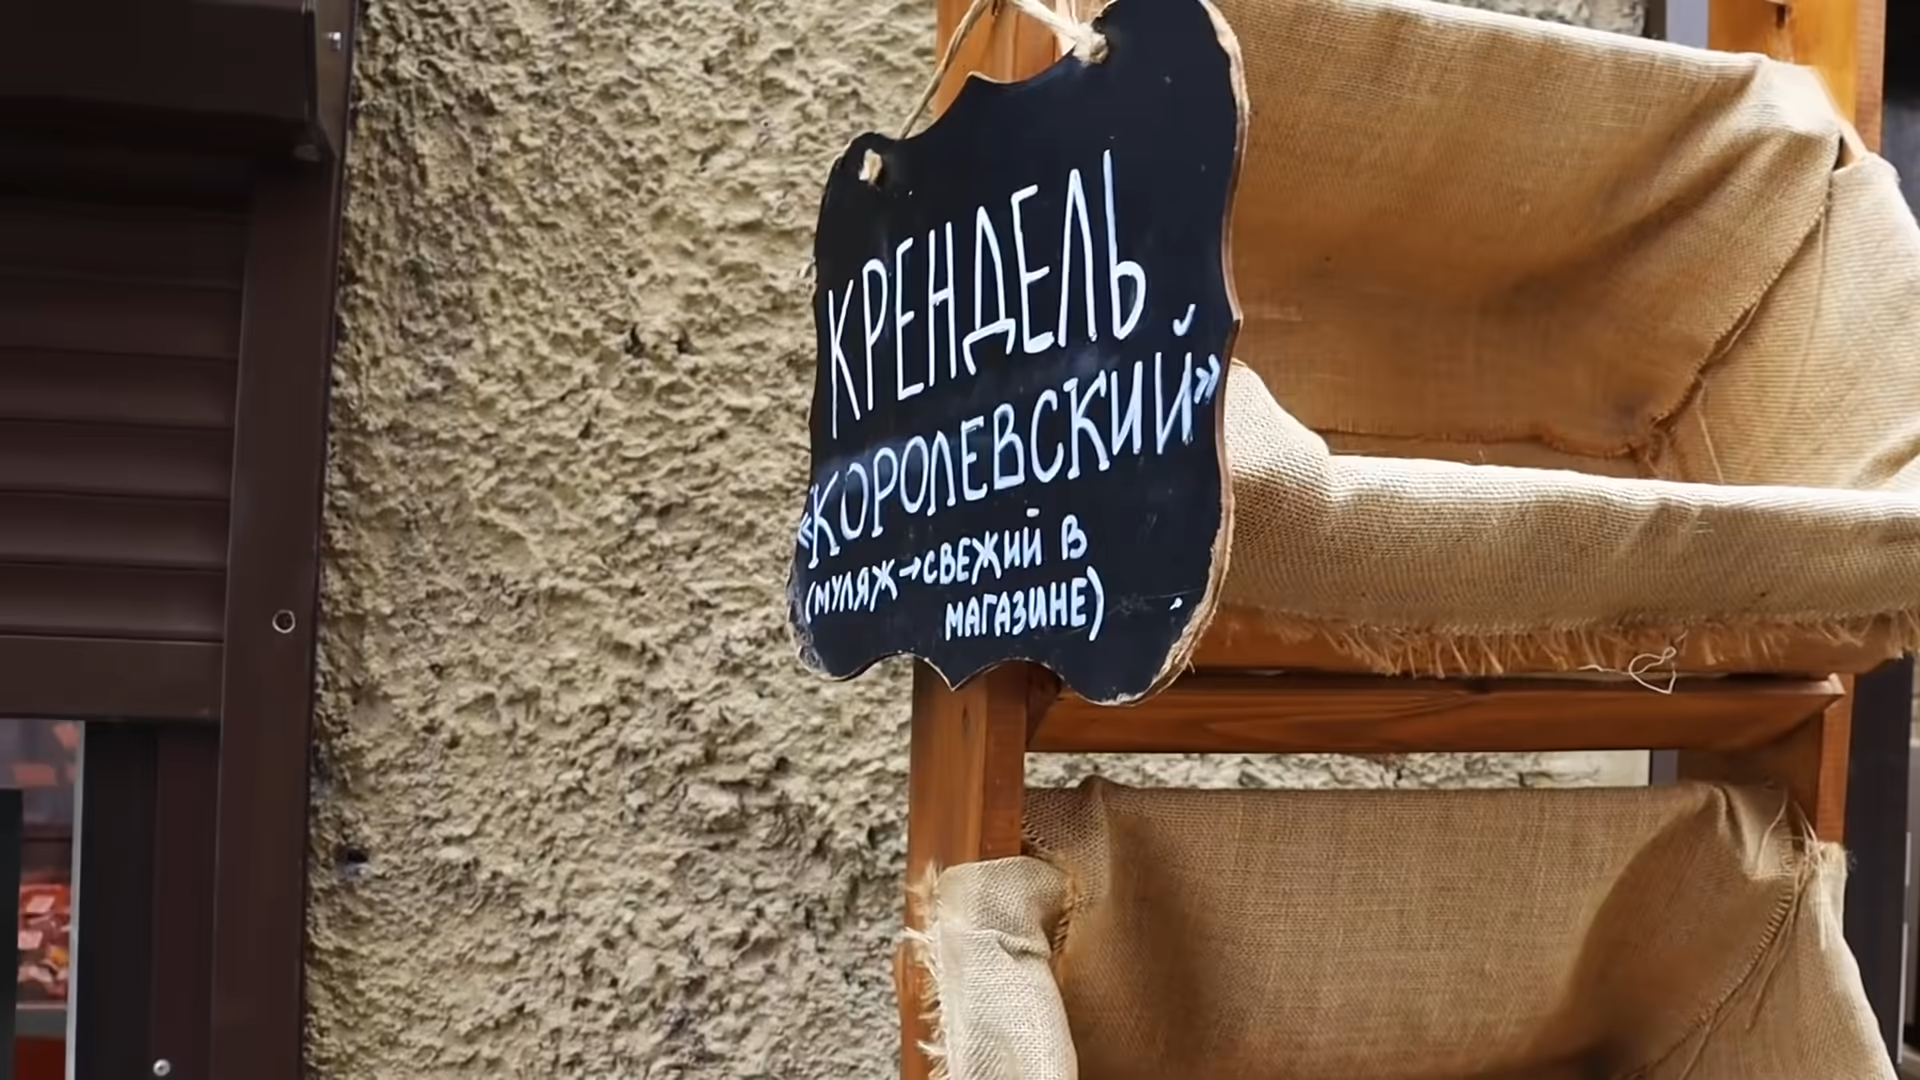 КРЕНДЕЛЬ
«КОРОЛЕВСКИЙ»
(МУЛЯЖ→СВЕЖИЙ В
МАГАЗИНЕ)